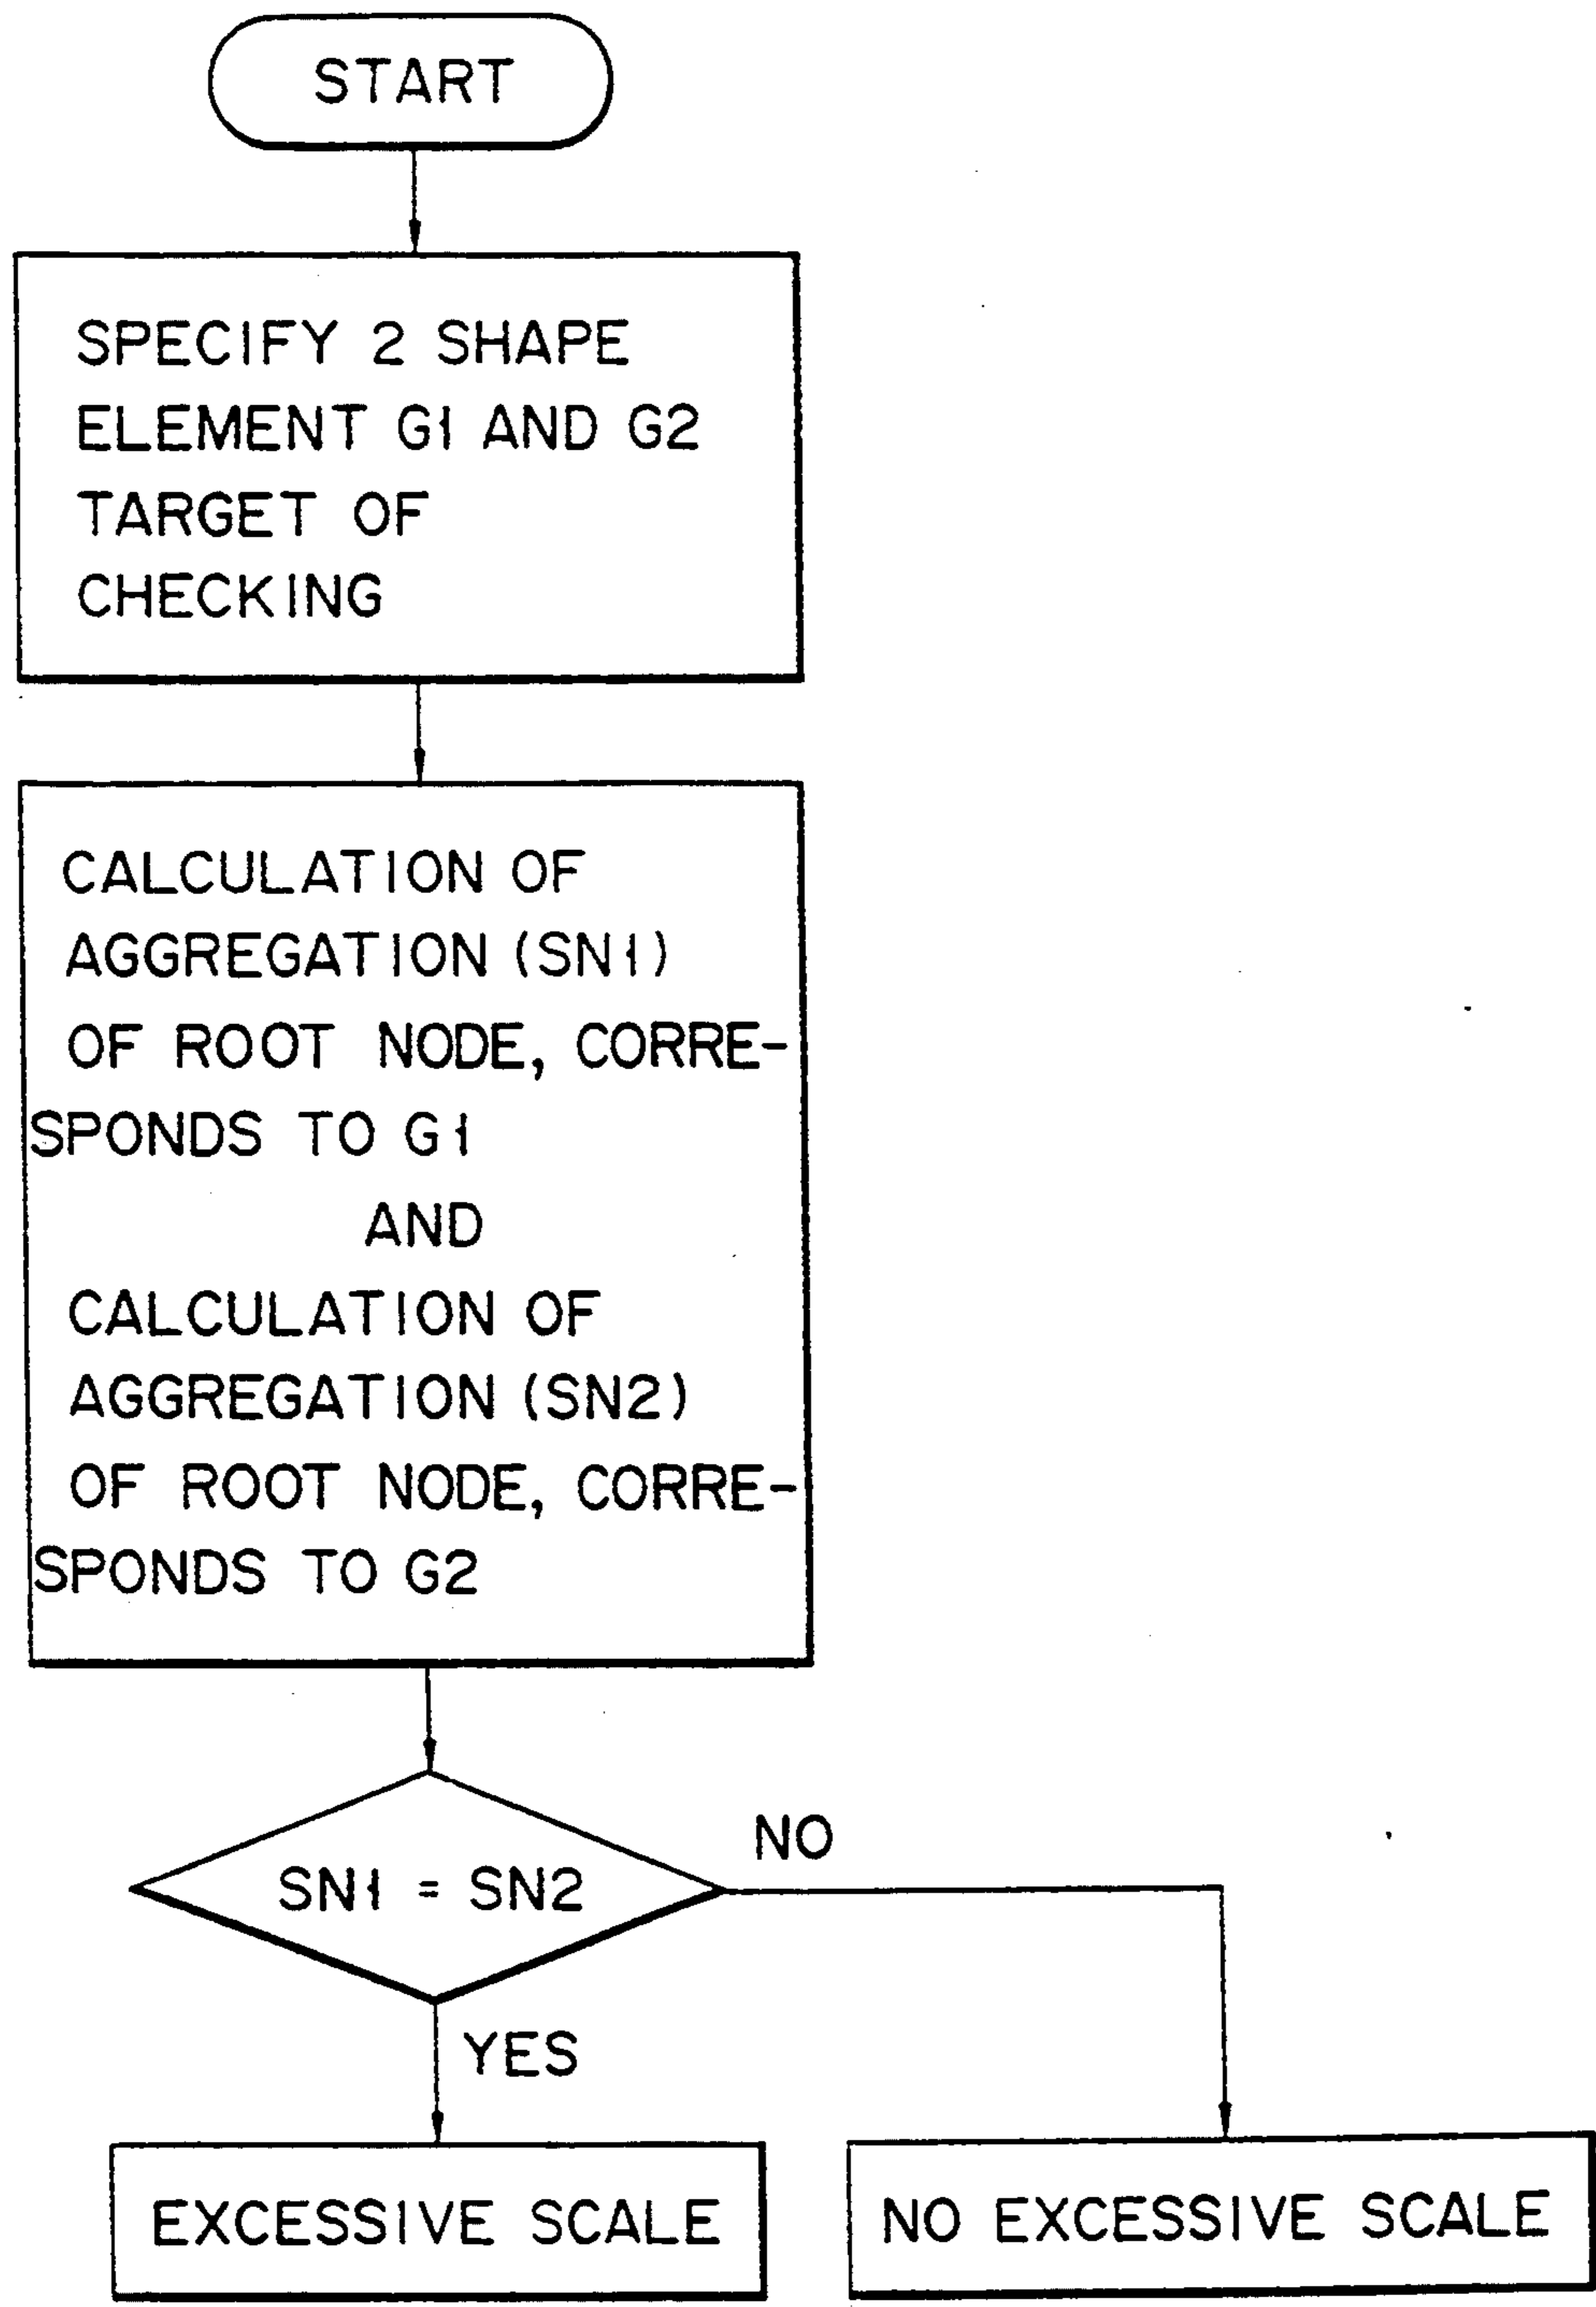 START
SPECIFY 2 SHAPE
ELEMENT G1 AND G2
TARGET OF
CHECKING
CALCULATION OF
AGGREGATION (SN1)
OF ROOT NODE, CORRE-
SPONDS TO G1
AND
CALCULATION OF
AGGREGATION (SN2)
OF ROOT NODE, CORRE-
SPONDS TO G2
SN1 = SN2
NO
YES
EXCESSIVE SCALE
NO EXCESSIVE SCALE